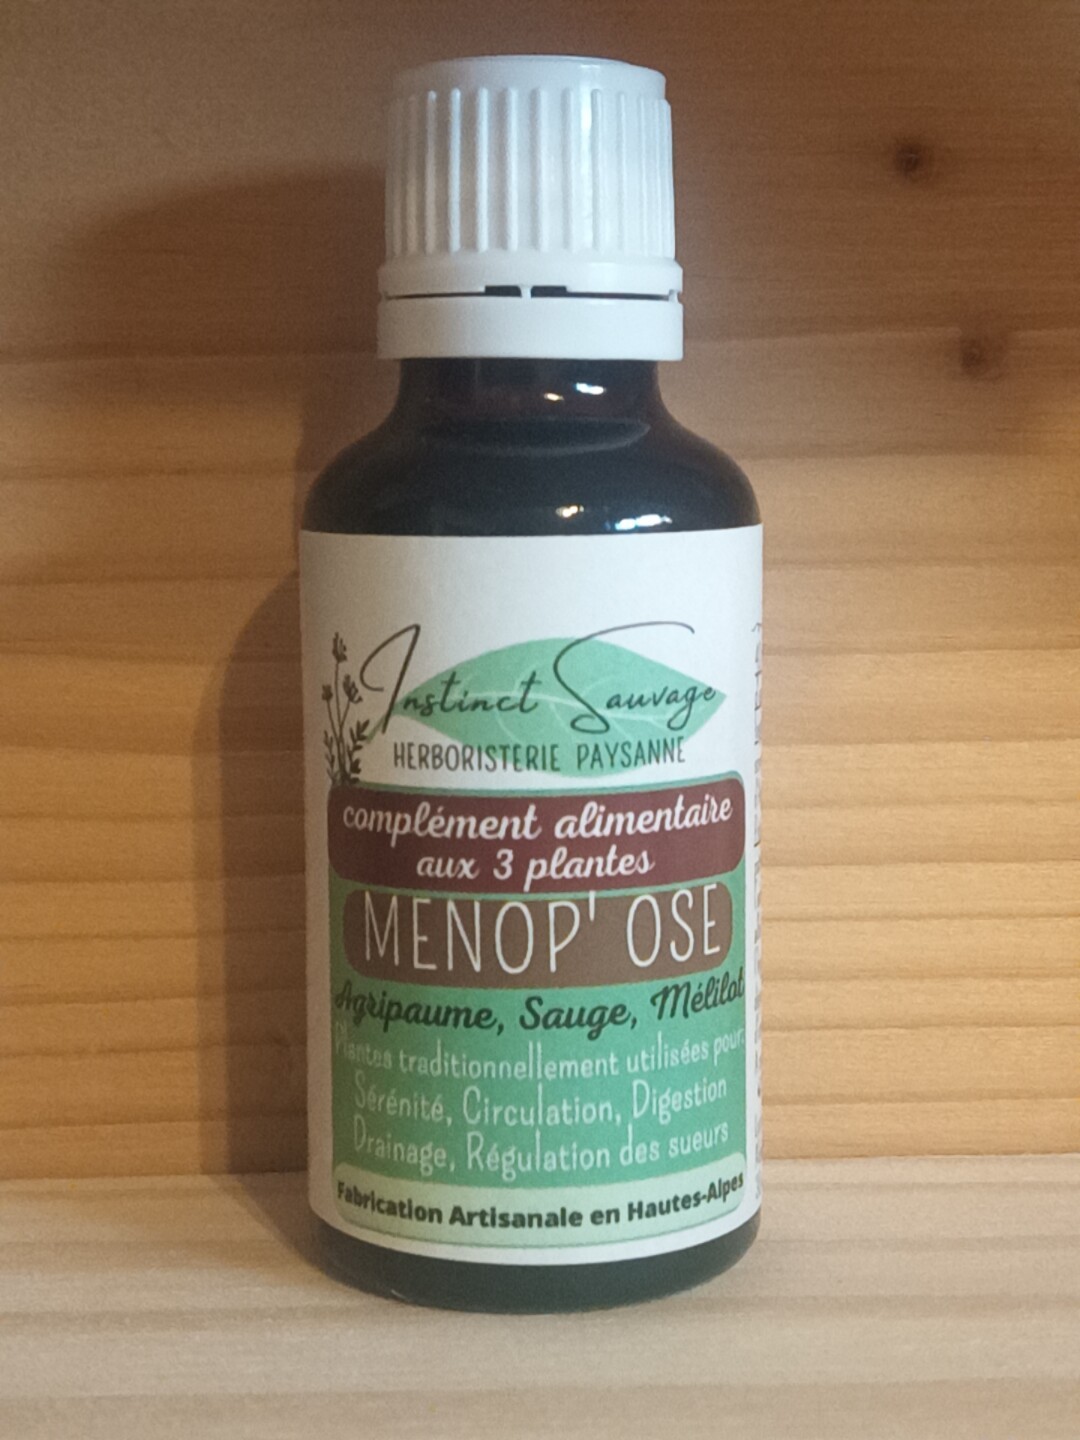 Instinct Sauvage
HERBORISTERIE PAYSANNE
complément alimentaire
aux 3 plantes
MENOP' OSE
Agripaume, Sauge, Mélilot
Plantes traditionnellement utilisées pour:
Sérénité, Circulation, Digestion
Drainage, Régulation des sueurs
Fabrication Artisanale en Hautes-Alpes